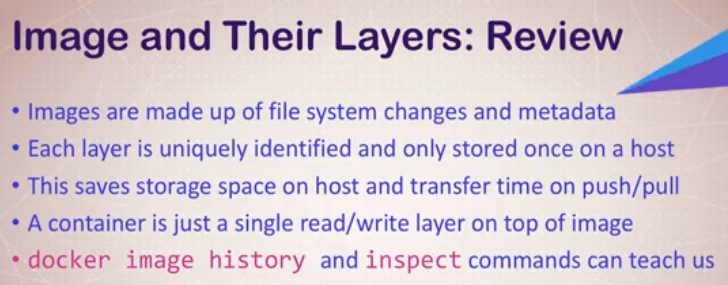 Image and Their Layers: Review
• Images are made up of file system changes and metadata
• Each layer is uniquely identified and only stored once on a host
• This saves storage space on host and transfer time on push/pull
• A container is just a single read/write layer on top of image
• docker image history and inspect commands can teach us